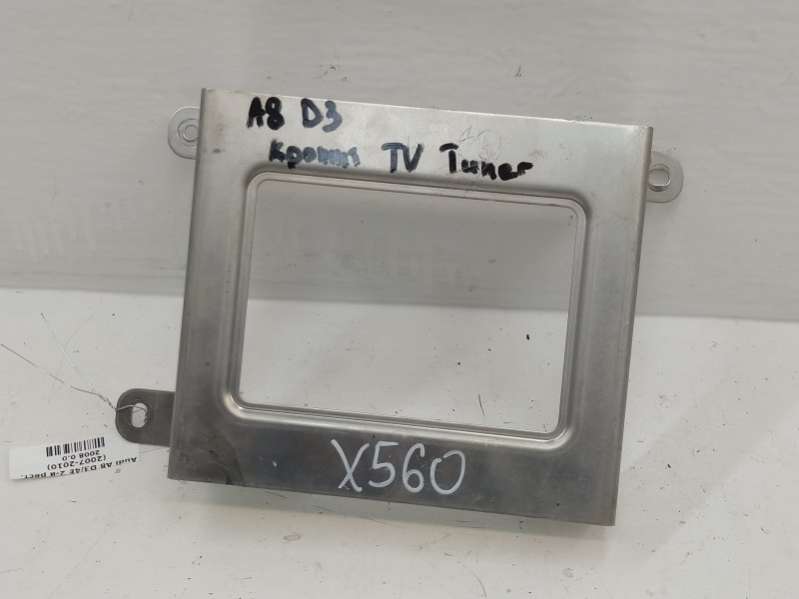 A8 D3
кронш TV Tuner
X560
Audi A8 D3/4E 2-й рест.
(2007-2010)
2008 0.0